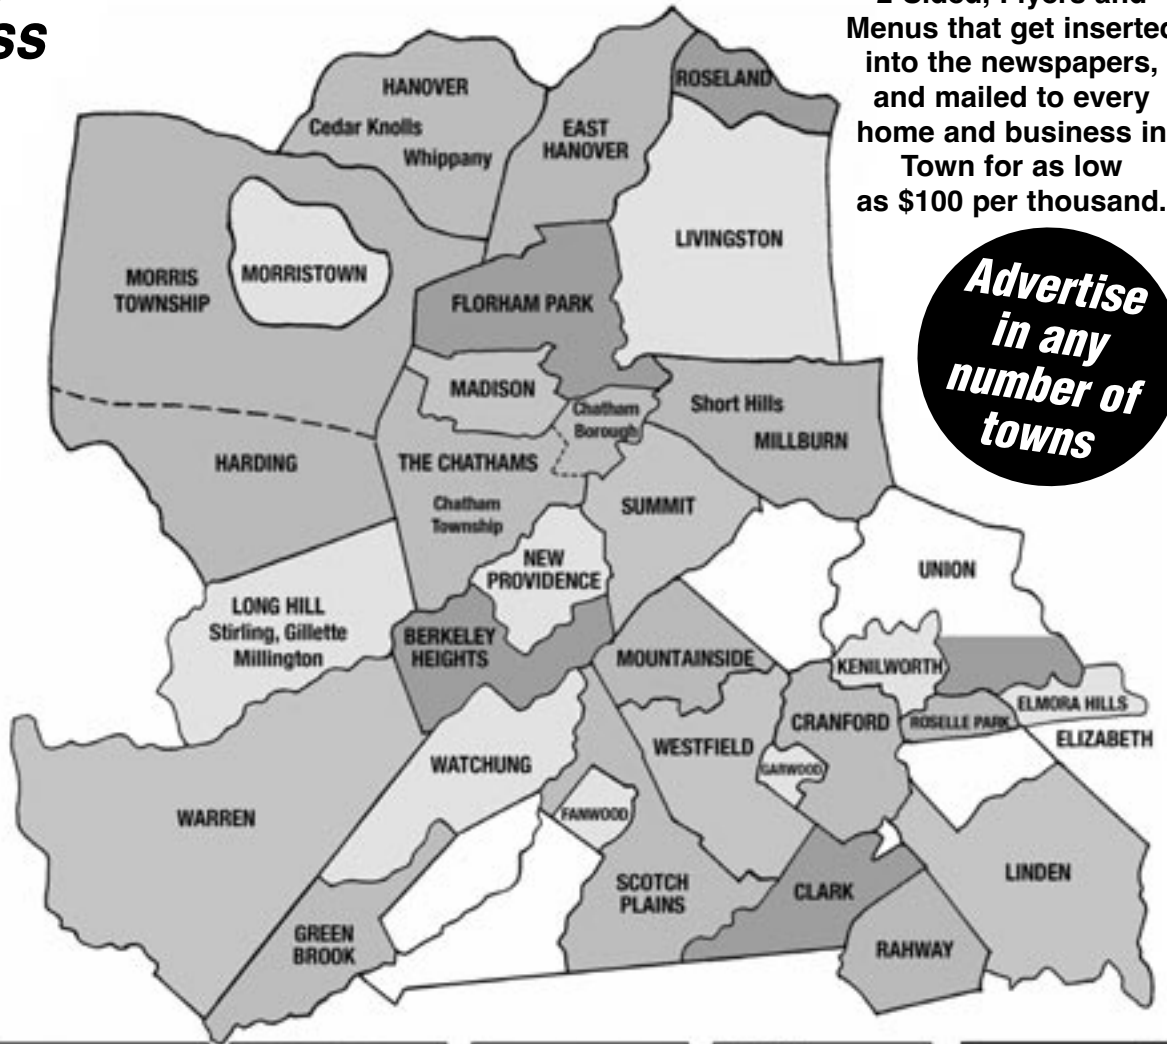 2-Sided, Flyers and
Menus that get inserted
into the newspapers,
and mailed to every
home and business in
Town for as low
as $100 per thousand.
Advertise
in any
number of
towns
HANOVER
Cedar Knolls
Whippany
EAST
HANOVER
ROSELAND
LIVINGSTON
MORRIS
TOWNSHIP
MORRISTOWN
FLORHAM PARK
MADISON
Chatham
Borough
Short Hills
MILLBURN
HARDING
THE CHATHAMS
Chatham
Township
SUMMIT
NEW
PROVIDENCE
UNION
LONG HILL
Stirling, Gillette
Millington
BERKELEY
HEIGHTS
MOUNTAINSIDE
KENILWORTH
ELMORA HILLS
ROSELLE PARK
CRANFORD
ELIZABETH
WESTFIELD
GARWOOD
WATCHUNG
WARREN
FANWOOD
SCOTCH
PLAINS
CLARK
LINDEN
GREEN
BROOK
RAHWAY